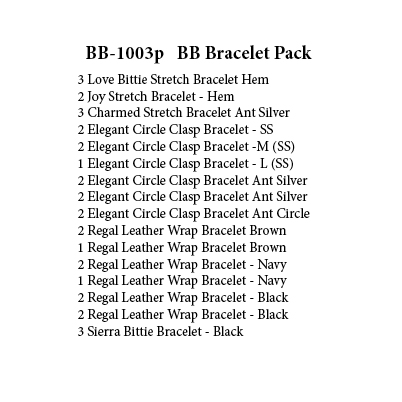 BB-1003p BB Bracelet Pack
3 Love Bittie Stretch Bracelet Hem
2 Joy Stretch Bracelet - Hem
3 Charmed Stretch Bracelet Ant Silver
2 Elegant Circle Clasp Bracelet - SS
2 Elegant Circle Clasp Bracelet -M (SS)
1 Elegant Circle Clasp Bracelet - L (SS)
2 Elegant Circle Clasp Bracelet Ant Silver
2 Elegant Circle Clasp Bracelet Ant Silver
2 Elegant Circle Clasp Bracelet Ant Circle
2 Regal Leather Wrap Bracelet Brown
1 Regal Leather Wrap Bracelet Brown
2 Regal Leather Wrap Bracelet - Navy
1 Regal Leather Wrap Bracelet - Navy
2 Regal Leather Wrap Bracelet - Black
2 Regal Leather Wrap Bracelet - Black
3 Sierra Bittie Bracelet - Black